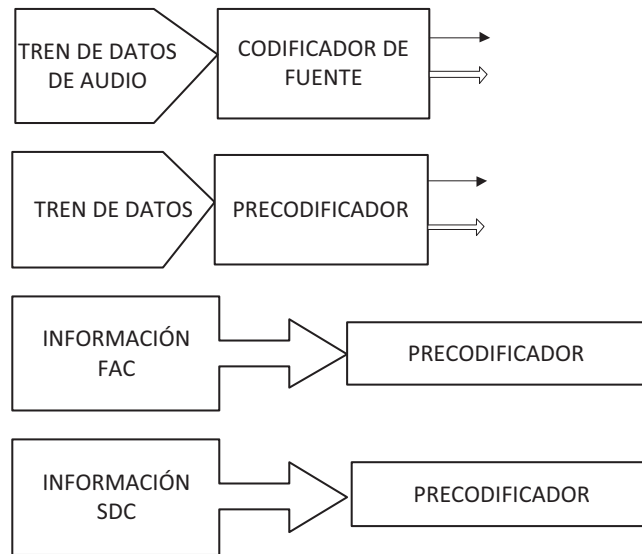 TREN DE DATOS
DE AUDIO
CODIFICADOR DE
FUENTE
TREN DE DATOS
PRECODIFICADOR
INFORMACIÓN
FAC
PRECODIFICADOR
INFORMACIÓN
SDC
PRECODIFICADOR